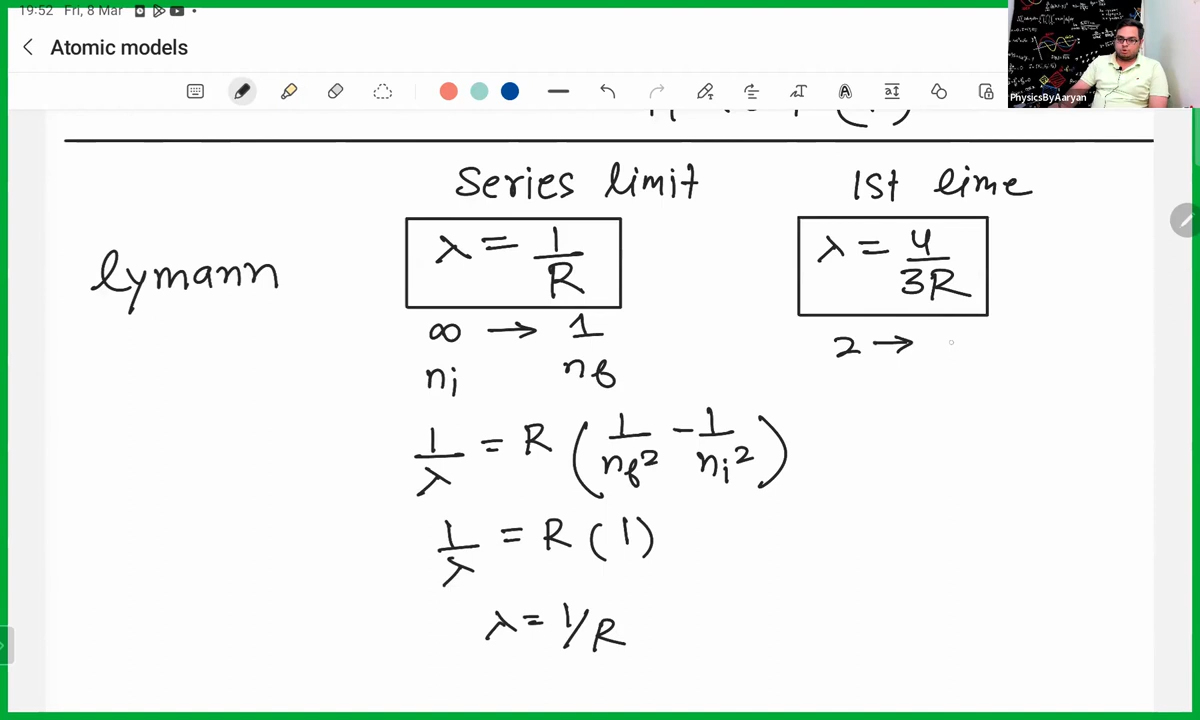 19:52 Fri, 8 Mar
Atomic models
PhysicsByAaryan
Series limit 1st lime
lymann
λ = 1/R
λ = 4/3R
∞ → 1
2 →
ni nf
1/λ = R (1/nf² - 1/ni²)
1/λ = R (1)
λ = 1/R